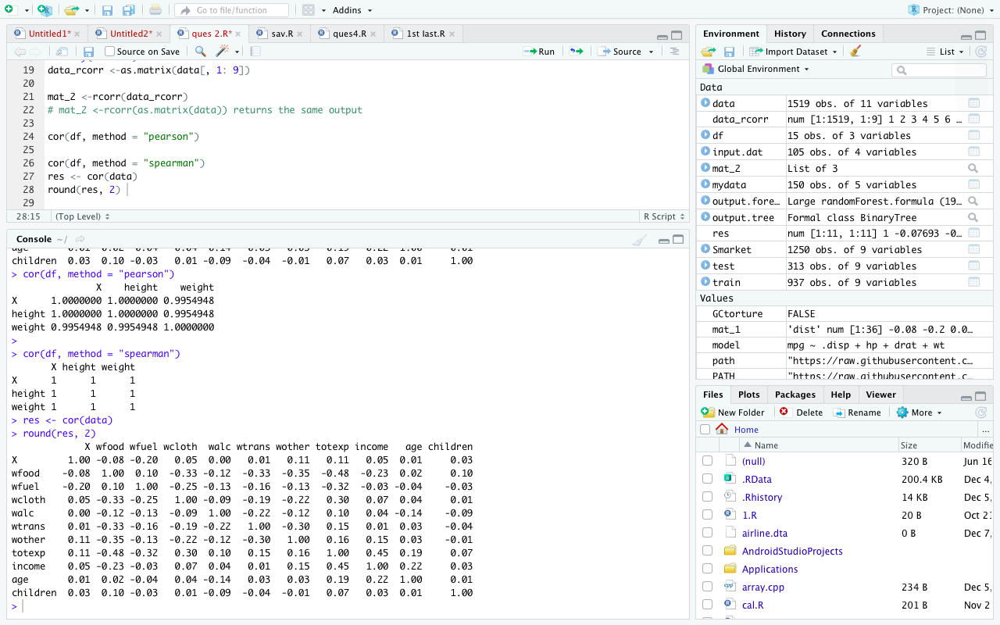 Go to file/function
Addins
Project: (None)
Untitled1*
Untitled2*
ques 2.R*
sav.R
ques4.R
1st last.R
Source on Save
Run
Source
19 data_rcorr <-as.matrix(data[, 1: 9])
20
21 mat_2 <-rcorr(data_rcorr)
22 # mat_2 <-rcorr(as.matrix(data)) returns the same output
23
24 cor(df, method = "pearson")
25
26 cor(df, method = "spearman")
27 res <- cor(data)
28 round(res, 2)
29
28:15 (Top Level) R Script
Console ~/
children 0.03 0.10 -0.03 0.01 -0.09 -0.04 -0.01 0.07 0.03 0.01 1.00
> cor(df, method = "pearson")
X height weight
X 1.0000000 1.0000000 0.9954948
height 1.0000000 1.0000000 0.9954948
weight 0.9954948 0.9954948 1.0000000
>
> cor(df, method = "spearman")
X height weight
X 1 1 1
height 1 1 1
weight 1 1 1
> res <- cor(data)
> round(res, 2)
X wfood wfuel wcloth walc wtrans wother totexp income age children
X 1.00 -0.08 -0.20 0.05 0.00 0.01 0.11 0.11 0.05 0.01 0.03
wfood -0.08 1.00 0.10 -0.33 -0.12 -0.33 -0.35 -0.48 -0.23 0.02 0.10
wfuel -0.20 0.10 1.00 -0.25 -0.13 -0.16 -0.13 -0.32 -0.03 -0.04 -0.03
wcloth 0.05 -0.33 -0.25 1.00 -0.09 -0.19 -0.22 0.30 0.07 0.04 0.01
walc 0.00 -0.12 -0.13 -0.09 1.00 -0.22 -0.12 0.10 0.04 -0.14 -0.09
wtrans 0.01 -0.33 -0.16 -0.19 -0.22 1.00 -0.30 0.15 0.01 0.03 -0.04
wother 0.11 -0.35 -0.13 -0.22 -0.12 -0.30 1.00 0.16 0.15 0.03 -0.01
totexp 0.11 -0.48 -0.32 0.30 0.10 0.15 0.16 1.00 0.45 0.19 0.07
income 0.05 -0.23 -0.03 0.07 0.04 0.01 0.15 0.45 1.00 0.22 0.03
age 0.01 0.02 -0.04 0.04 -0.14 0.03 0.03 0.19 0.22 1.00 0.01
children 0.03 0.10 -0.03 0.01 -0.09 -0.04 -0.01 0.07 0.03 0.01 1.00
>
Environment History Connections
Import Dataset List
Global Environment
Data
data 1519 obs. of 11 variables
data_rcorr num [1:1519, 1:9] 1 2 3 4 5 6 …
df 15 obs. of 3 variables
input.dat 105 obs. of 4 variables
mat_2 List of 3
mydata 150 obs. of 5 variables
output.fore… Large randomForest.formula (19…
output.tree Formal class BinaryTree
res num [1:11, 1:11] 1 -0.07693 -0…
Smarket 1250 obs. of 9 variables
test 313 obs. of 9 variables
train 937 obs. of 9 variables
Values
GCtorture FALSE
mat_1 'dist' num [1:36] -0.08 -0.2 0.0…
model mpg ~ .disp + hp + drat + wt
path "https://raw.githubusercontent.c…
PATH "https://raw.githubusercontent.c…
Files Plots Packages Help Viewer
New Folder Delete Rename More
Home ...
Name Size Modifie
(null) 320 B Jun 16
.RData 200.4 KB Dec 4,
.Rhistory 14 KB Dec 5,
1.R 20 B Oct 21
airline.dta 0 B Dec 7,
AndroidStudioProjects
Applications
array.cpp 234 B Dec 5,
cal.R 201 B Nov 2